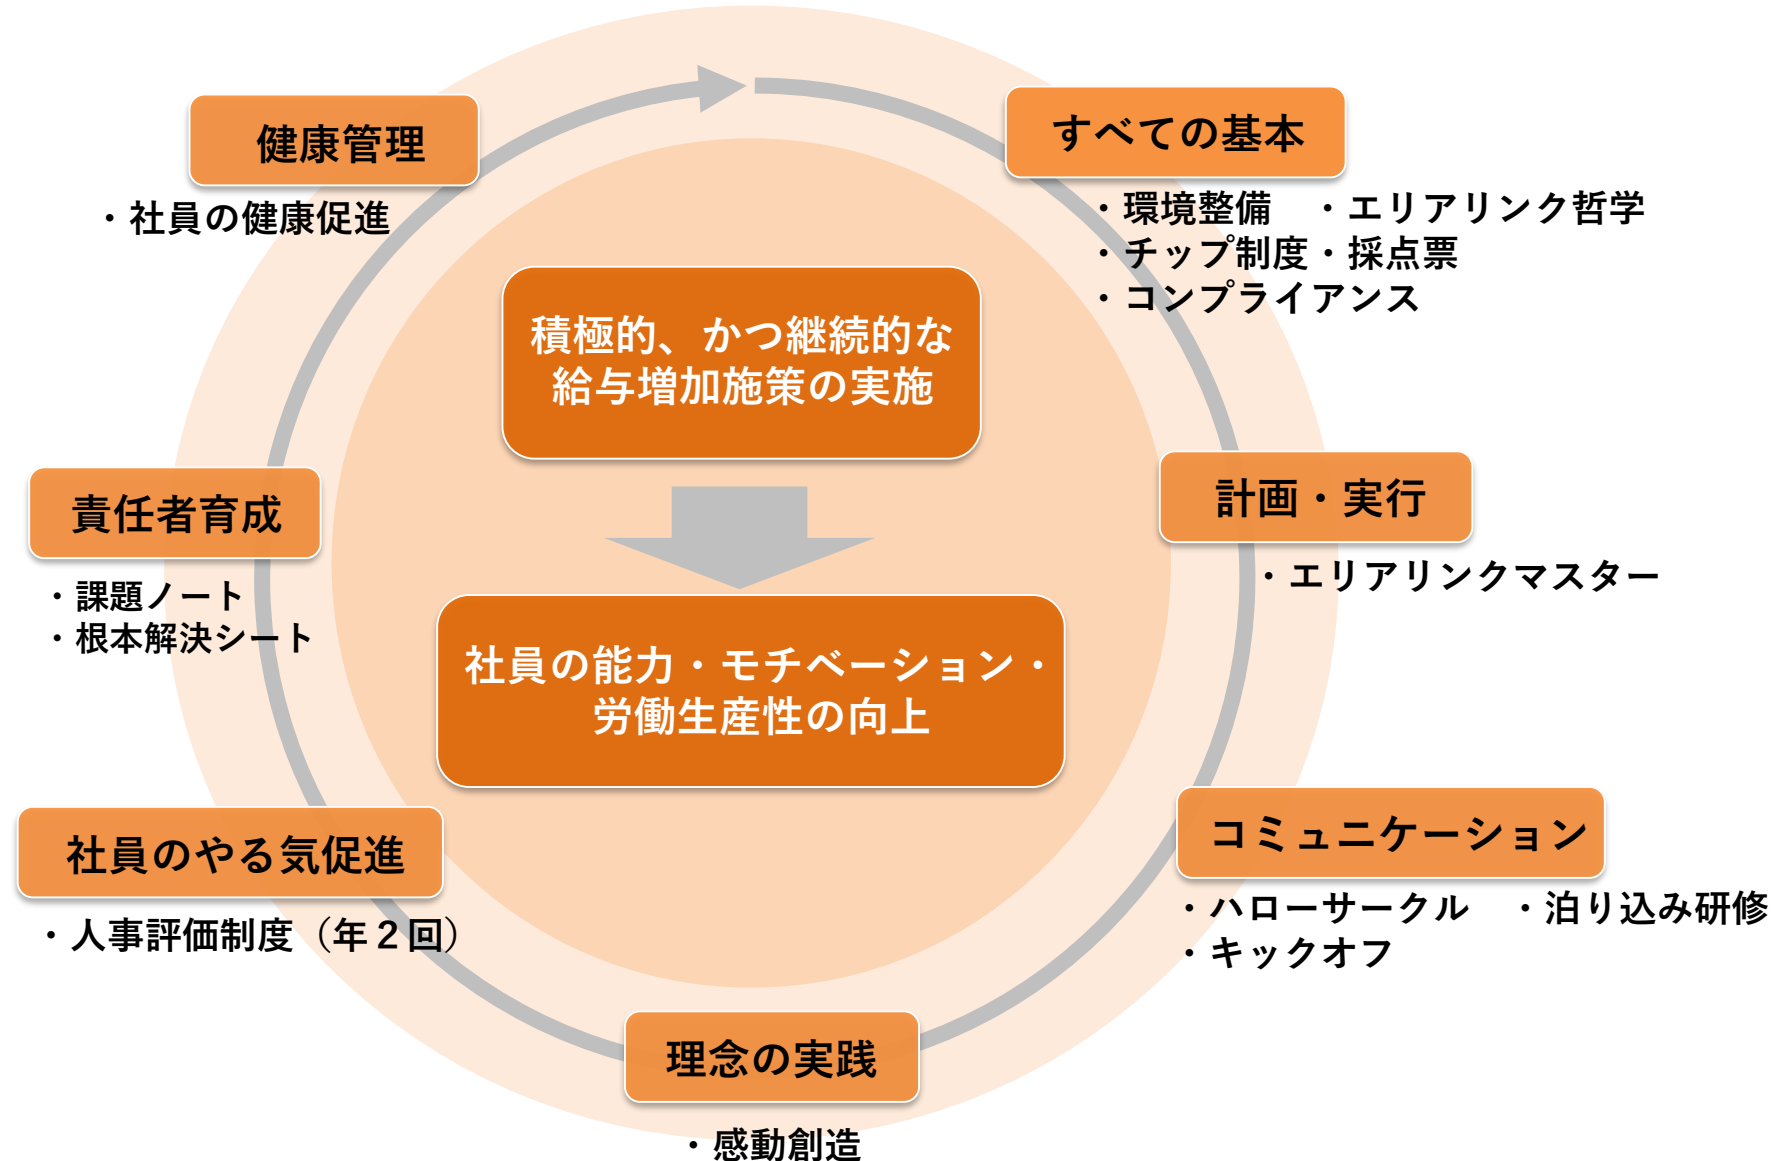 健康管理
・社員の健康促進
すべての基本
・環境整備　・エリアリンク哲学
・チップ制度・採点票
・コンプライアンス
積極的、かつ継続的な
給与増加施策の実施
計画・実行
・エリアリンクマスター
責任者育成
・課題ノート
・根本解決シート
社員の能力・モチベーション・
労働生産性の向上
コミュニケーション
・ハローサークル　・泊り込み研修
・キックオフ
社員のやる気促進
・人事評価制度（年２回）
理念の実践
・感動創造